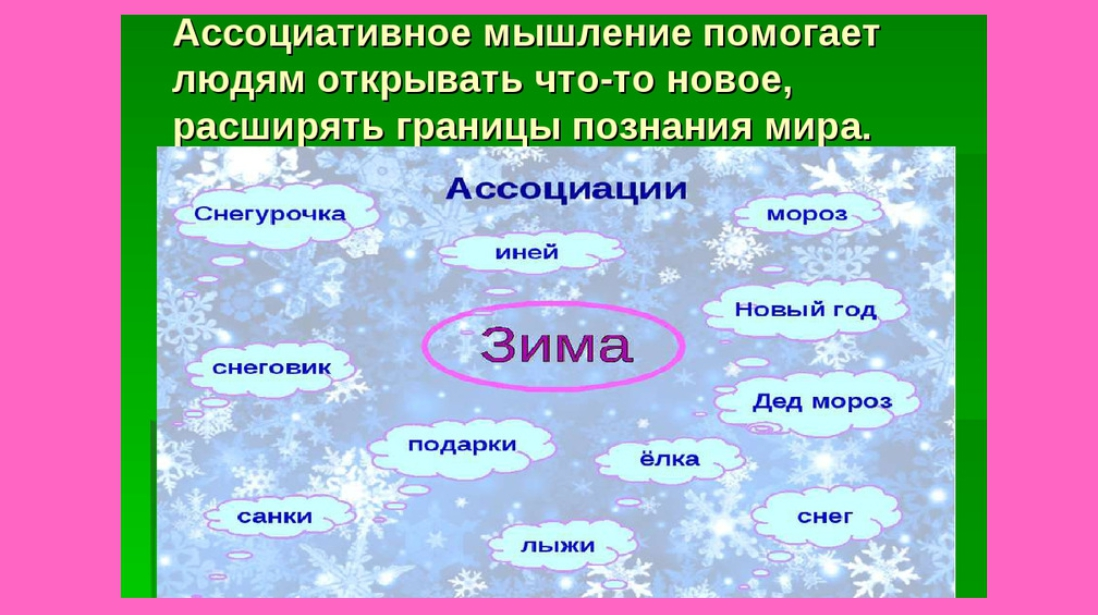 Ассоциативное мышление помогает
людям открывать что-то новое,
расширять границы познания мира.
Ассоциации
Снегурочка
мороз
иней
Новый год
Зима
снеговик
Дед мороз
подарки
ёлка
санки
снег
лыжи